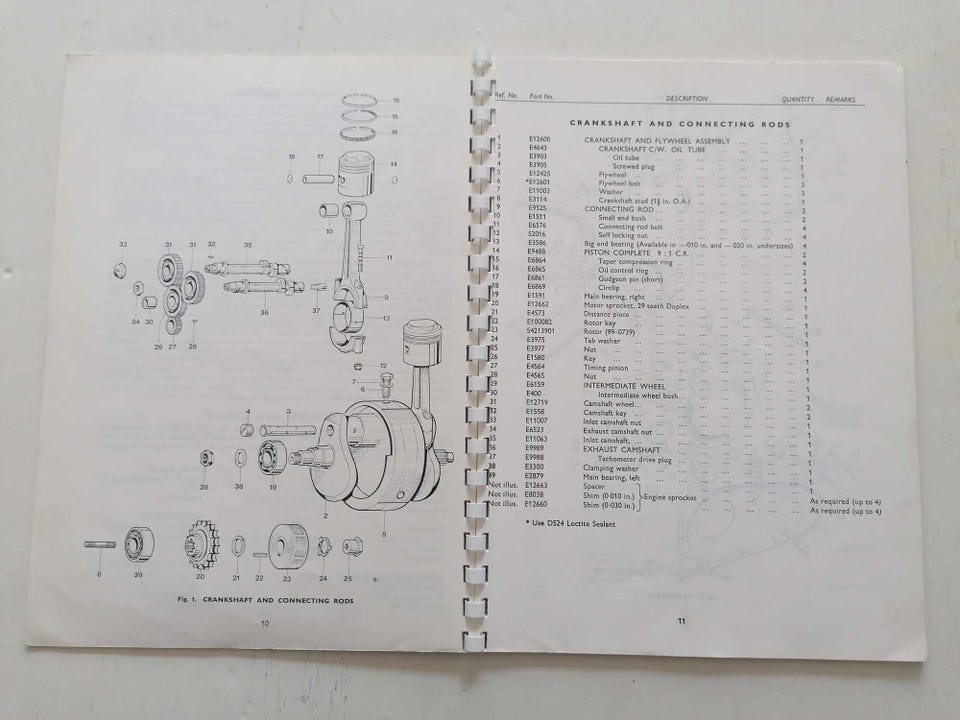 15
15
16
18 17 14
10
33 31 31 32 35
11
9
34 30 36 37 13
29 27 26
7 12
6
4 3
28 38 19
2
5
8 39 20 21 22 23 24 25 B1
Fig. 1. CRANKSHAFT AND CONNECTING RODS
10
Ref. No. Part No. DESCRIPTION QUANTITY REMARKS
CRANKSHAFT AND CONNECTING RODS
1 E12600 CRANKSHAFT AND FLYWHEEL ASSEMBLY ... ... ... 1
2 E4643 CRANKSHAFT C/W. OIL TUBE ... ... ... ... 1
3 E3903 Oil tube ... ... ... ... ... ... 1
4 E3905 Screwed plug ... ... ... ... ... ... 1
5 E12425 Flywheel ... ... ... ... ... ... 1
6 *E12601 Flywheel bolt ... ... ... ... ... ... 3
7 E11003 Washer ... ... ... ... ... ... 3
8 E3114 Crankshaft stud (1⅞ in. O.A.) ... ... ... ... 1
9 E9525 CONNECTING ROD ... ... ... ... ... ... 2
10 E1511 Small end bush ... ... ... ... ... ... 2
11 E6576 Connecting rod bolt ... ... ... ... ... 4
12 S2016 Self locking nut ... ... ... ... ... ... 4
13 E3586 Big end bearing (Available in —·010 in. and —·020 in. undersizes) 4
14 E9488 PISTON COMPLETE 9 : 1 C.R. ... ... ... ... 2
15 E6864 Taper compression ring ... ... ... ... 4
16 E6865 Oil control ring ... ... ... ... ... 2
17 E6861 Gudgeon pin (short) ... ... ... ... ... 2
18 E6869 Circlip ... ... ... ... ... ... 4
19 E1591 Main bearing, right ... ... ... ... ... 1
20 E12662 Motor sprocket, 29 teeth Duplex ... ... ... ... 1
21 E4573 Distance piece ... ... ... ... ... ... 1
22 E100082 Rotor key ... ... ... ... ... ... 1
23 54213901 Rotor (99-0739) ... ... ... ... ... ... 1
24 E3975 Tab washer ... ... ... ... ... ... 1
25 E3977 Nut ... ... ... ... ... ... 1
26 E1580 Key ... ... ... ... ... ... 1
27 E4564 Timing pinion ... ... ... ... ... ... 1
28 E4565 Nut ... ... ... ... ... ... 1
29 E6159 INTERMEDIATE WHEEL ... ... ... ... ... 1
30 E400 Intermediate wheel bush ... ... ... ... ... 1
31 E12719 Camshaft wheel ... ... ... ... ... ... 2
32 E1558 Camshaft key ... ... ... ... ... ... 2
33 E11007 Inlet camshaft nut ... ... ... ... ... 1
34 E6523 Exhaust camshaft nut ... ... ... ... ... 1
35 E11063 Inlet camshaft, ... ... ... ... ... ... 1
36 E9989 EXHAUST CAMSHAFT ... ... ... ... ... 1
37 E9988 Tachometer drive plug ... ... ... ... ... 1
38 E3300 Clamping washer ... ... ... ... ... ... 1
39 E2879 Main bearing, left ... ... ... ... ... 1
Not illus. E12663 Spacer ... ... ... ... 1
Not illus. E8038 Shim (0·010 in.) Engine sprocket ... ... ... ... As required (up to 4)
Not illus. E12660 Shim (0·030 in.) ... ... ... ... As required (up to 4)
* Use D524 Loctite Sealant
11